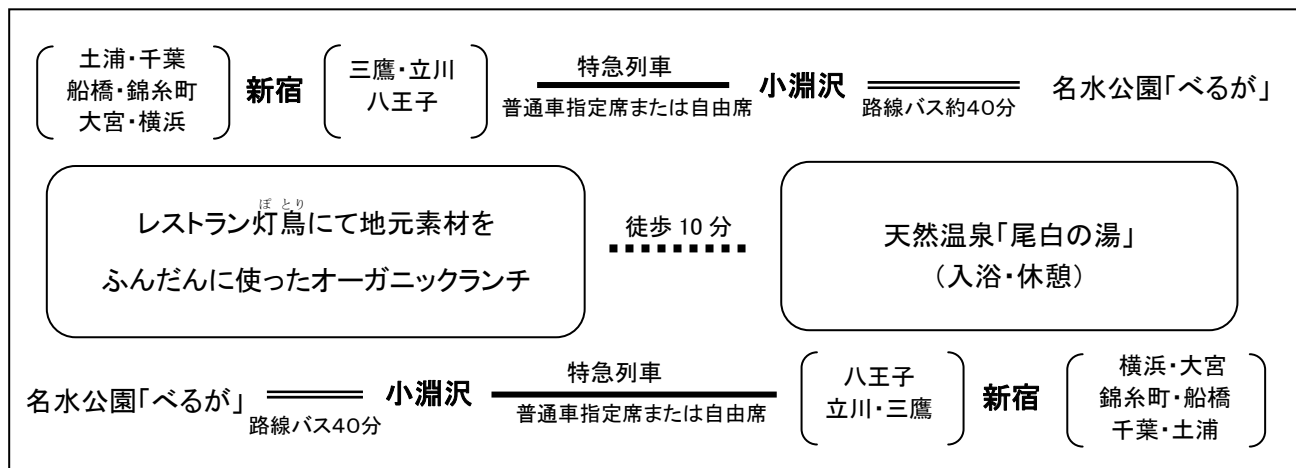 土浦・千葉
船橋・錦糸町
大宮・横浜
新宿
三鷹・立川
八王子
特急列車
普通車指定席または自由席
小淵沢
路線バス約40分
名水公園「べるが」
ぽとり
レストラン灯鳥にて地元素材を
ふんだんに使ったオーガニックランチ
徒歩10分
天然温泉「尾白の湯」
(入浴・休憩)
名水公園「べるが」
路線バス40分
小淵沢
特急列車
普通車指定席または自由席
八王子
立川・三鷹
新宿
横浜・大宮
錦糸町・船橋
千葉・土浦